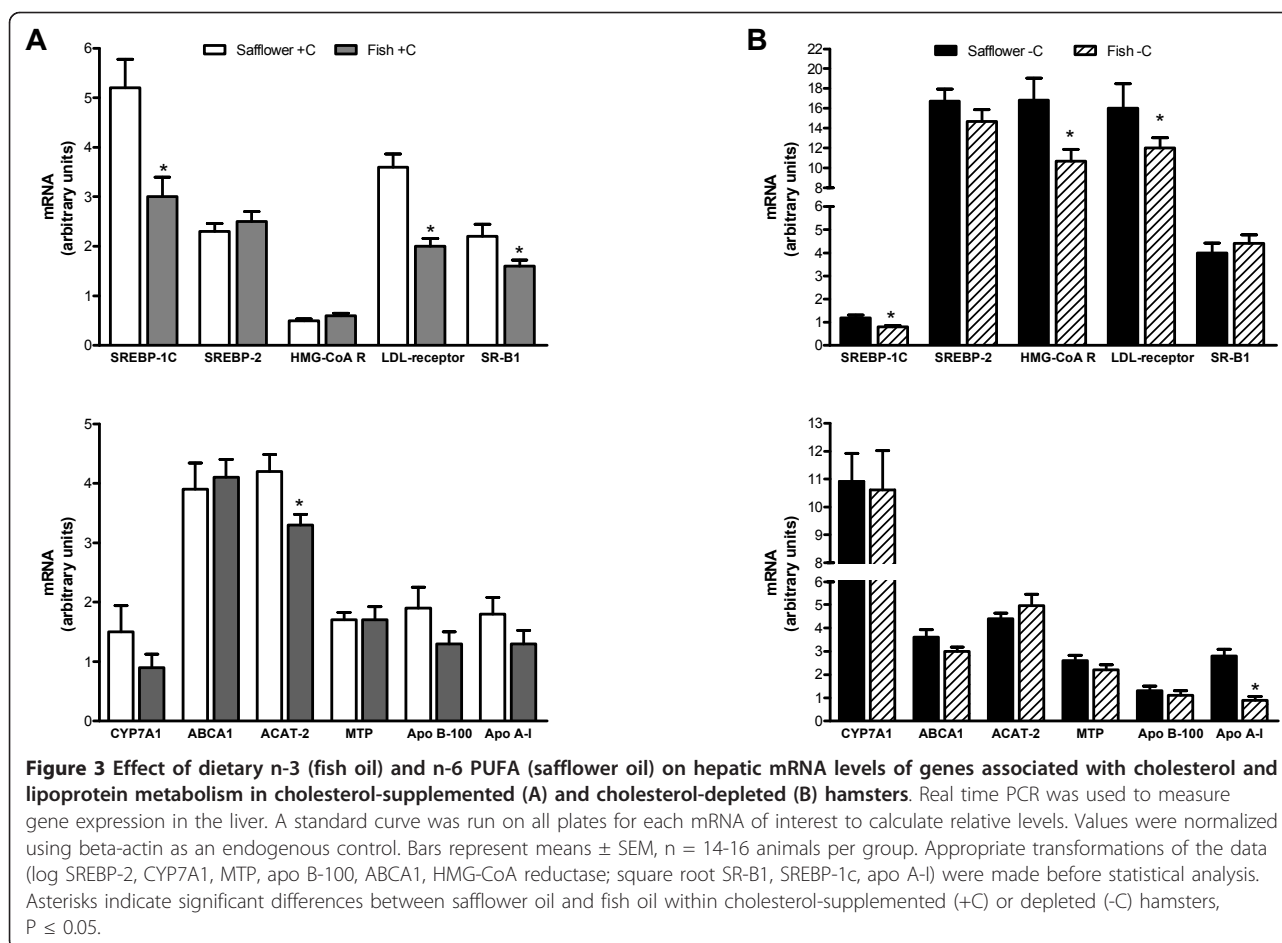 A
Safflower +C
Fish +C
6
5
4
3
2
1
0
mRNA
(arbitrary units)
*
*
*
SREBP-1C
SREBP-2
HMG-CoA R
LDL-receptor
SR-B1
B
Safflower -C
Fish -C
22
20
18
16
14
12
10
8
6
4
2
1
0
mRNA
(arbitrary units)
*
*
*
SREBP-1C
SREBP-2
HMG-CoA R
LDL-receptor
SR-B1
5
4
3
2
1
0
mRNA
(arbitrary units)
*
CYP7A1
ABCA1
ACAT-2
MTP
Apo B-100
Apo A-I
13
12
11
10
9
8
6
5
4
3
2
1
0
mRNA
(arbitrary units)
*
CYP7A1
ABCA1
ACAT-2
MTP
Apo B-100
Apo A-I
Figure 3 Effect of dietary n-3 (fish oil) and n-6 PUFA (safflower oil) on hepatic mRNA levels of genes associated with cholesterol and
lipoprotein metabolism in cholesterol-supplemented (A) and cholesterol-depleted (B) hamsters. Real time PCR was used to measure
gene expression in the liver. A standard curve was run on all plates for each mRNA of interest to calculate relative levels. Values were normalized
using beta-actin as an endogenous control. Bars represent means ± SEM, n = 14-16 animals per group. Appropriate transformations of the data
(log SREBP-2, CYP7A1, MTP, apo B-100, ABCA1, HMG-CoA reductase; square root SR-B1, SREBP-1c, apo A-I) were made before statistical analysis.
Asterisks indicate significant differences between safflower oil and fish oil within cholesterol-supplemented (+C) or depleted (-C) hamsters,
P ≤ 0.05.